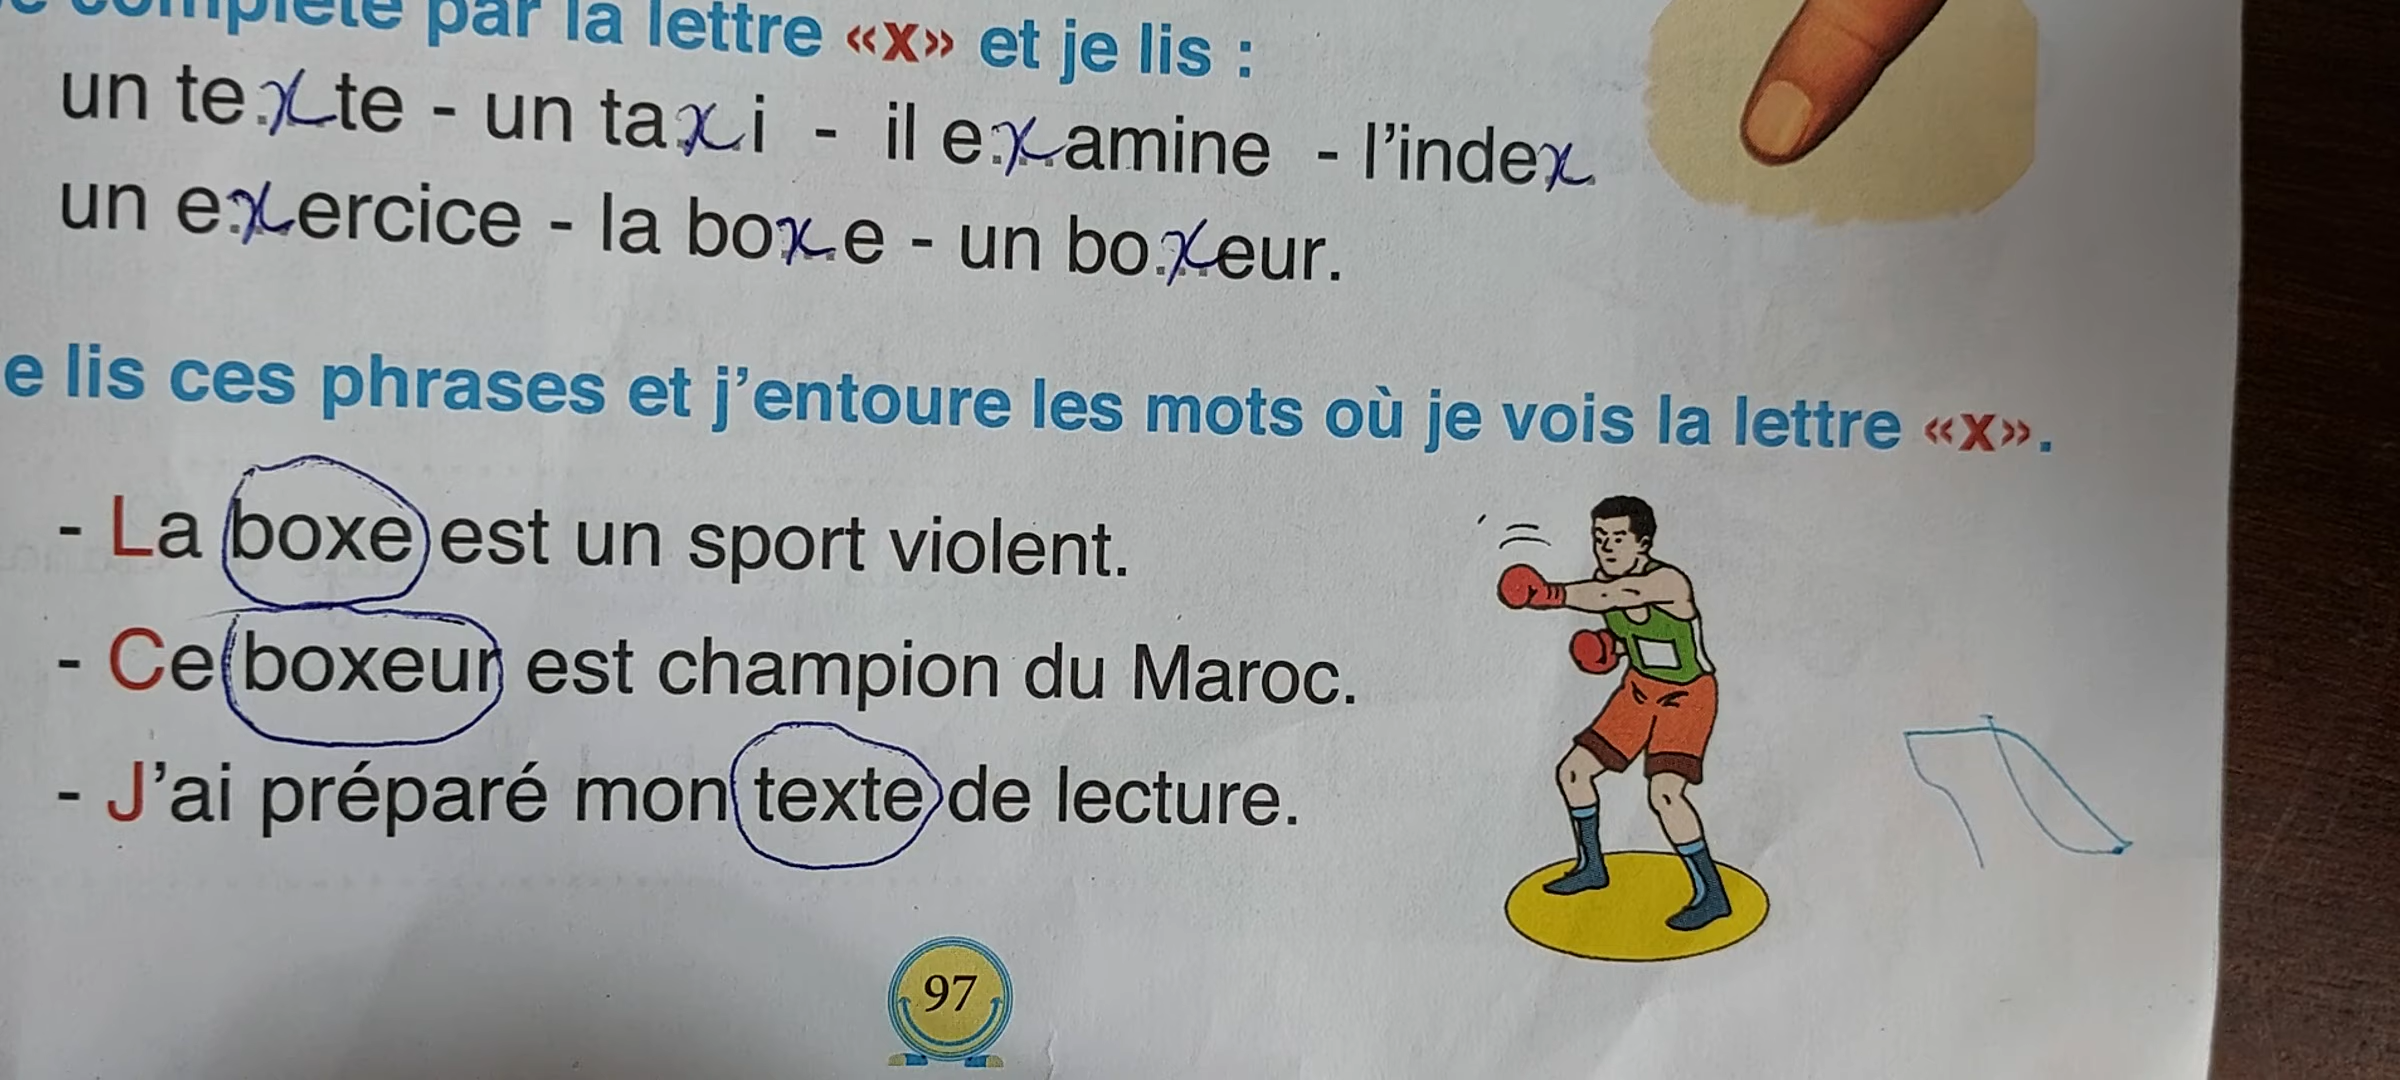 complète par la lettre «x» et je lis :
un texte - un taxi - il examine - l'index
un exercice - la boxe - un boxeur.
e lis ces phrases et j'entoure les mots où je vois la lettre «x».
- La boxe est un sport violent.
- Ce boxeur est champion du Maroc.
- J'ai préparé mon texte de lecture.
97